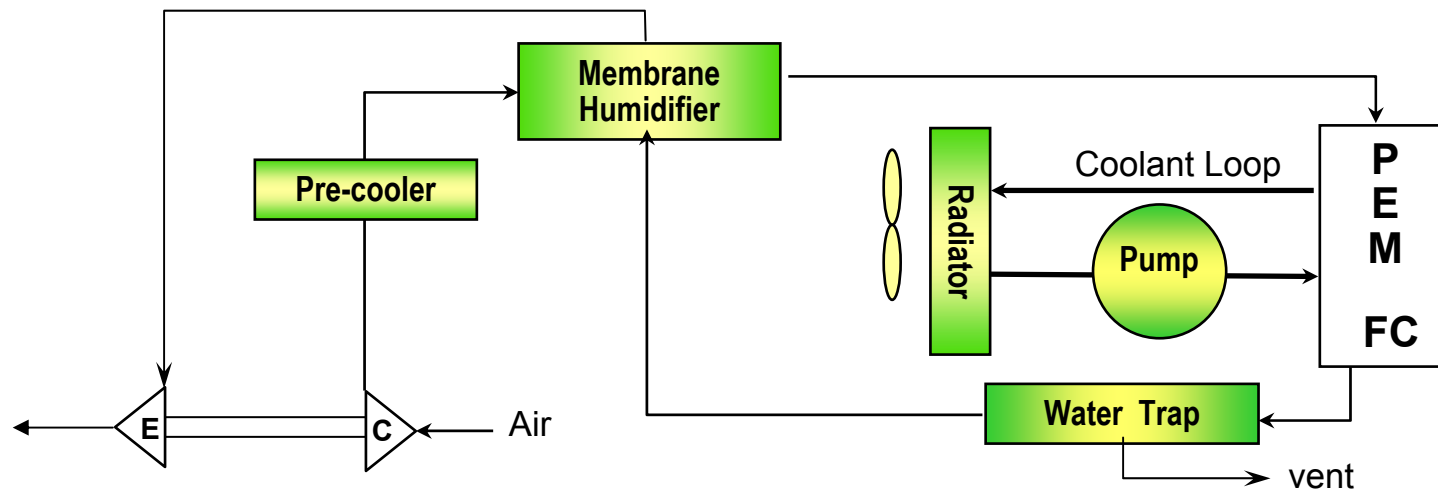 Membrane
Humidifier
Pre-cooler
Radiator
Coolant Loop
Pump
P
E
M
FC
E
C
Air
Water Trap
vent